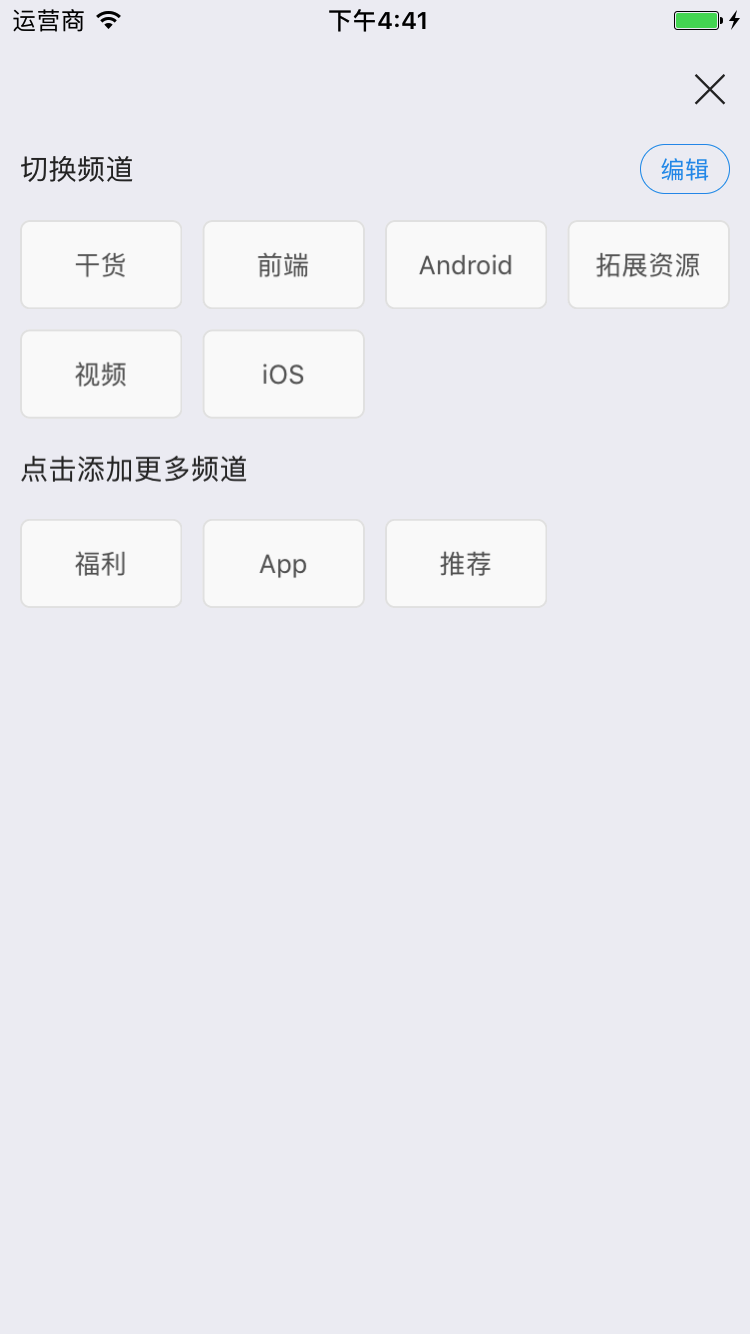 运营商 下午4:41
切换频道 编辑
干货 前端 Android 拓展资源
视频 iOS
点击添加更多频道
福利 App 推荐